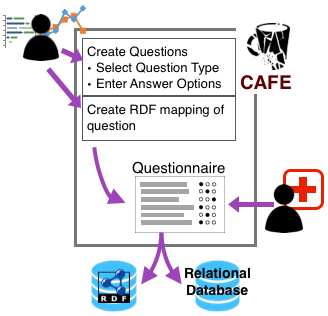 Create Questions
• Select Question Type
• Enter Answer Options
CAFE
Create RDF mapping of
question
Questionnaire
RDF
Relational
Database